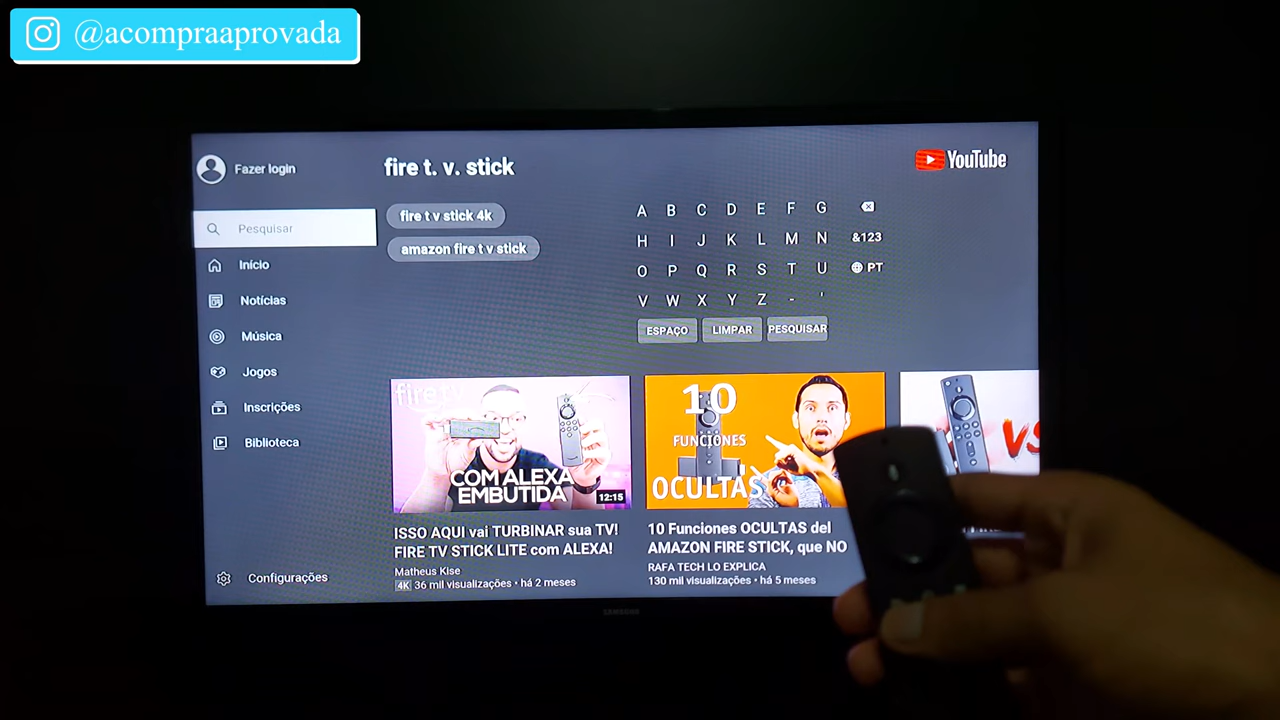 @acompraaprovada
Fazer login
fire t. v. stick
YouTube
Pesquisar
fire t v stick 4k
amazon fire t v stick
A B C D E F G
H I J K L M N &123
O P Q R S T U PT
V W X Y Z - '
ESPAÇO LIMPAR PESQUISAR
Início
Notícias
Música
Jogos
Inscrições
Biblioteca
Configurações
fire tv
COM ALEXA
EMBUTIDA
12:15
ISSO AQUI vai TURBINAR sua TV!
FIRE TV STICK LITE com ALEXA!
Matheus Kise
4K 36 mil visualizações • há 2 meses
10
FUNCIONES
OCULTAS
10 Funciones OCULTAS del
AMAZON FIRE STICK, que NO
RAFA TECH LO EXPLICA
130 mil visualizações • há 5 meses
VS
SAMSUNG